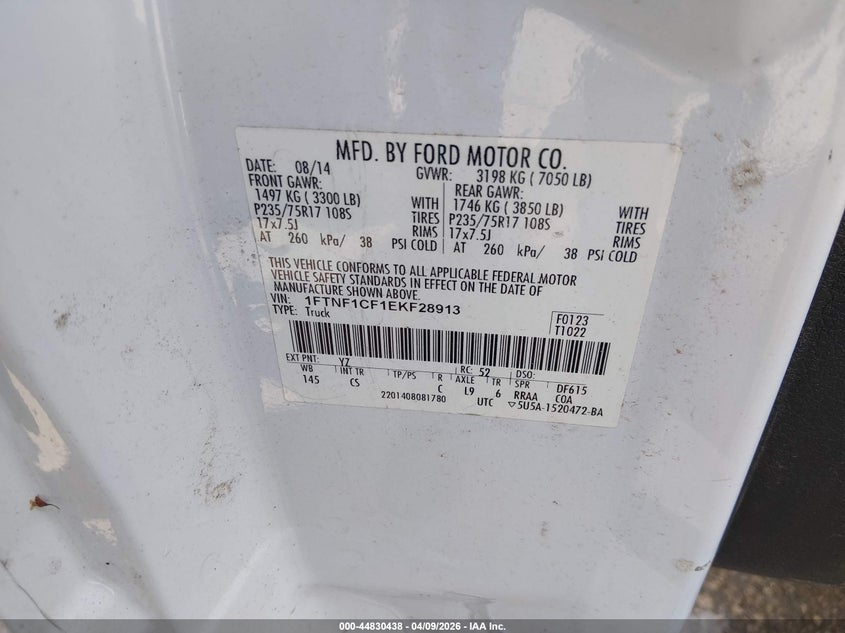 MFD. BY FORD MOTOR CO.
DATE: 08/14 GVWR: 3198 KG ( 7050 LB)
FRONT GAWR: REAR GAWR:
1497 KG ( 3300 LB) WITH 1746 KG ( 3850 LB) WITH
P235/75R17 108S TIRES P235/75R17 108S TIRES
17x7.5J RIMS 17x7.5J RIMS
AT 260 kPa/ 38 PSI COLD AT 260 kPa/ 38 PSI COLD
THIS VEHICLE CONFORMS TO ALL APPLICABLE FEDERAL MOTOR
VEHICLE SAFETY STANDARDS IN EFFECT ON THE DATE OF
MANUFACTURE SHOWN ABOVE.
VIN: 1FTNF1CF1EKF28913 F0123
TYPE: Truck T1022
EXT PNT: YZ RC: 52 DSO:
WB INT TR TP/PS R AXLE TR SPR DF615
145 CS C L9 6 RRAA COA
2201408081780 UTC 5U5A-1520472-BA
000-44830438 - 04/09/2026 - IAA Inc.